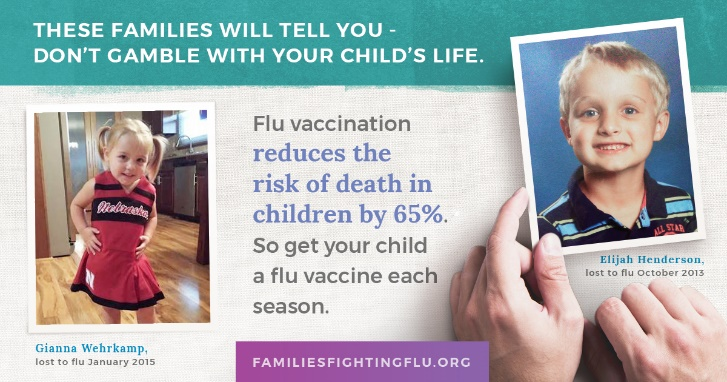 THESE FAMILIES WILL TELL YOU -
DON'T GAMBLE WITH YOUR CHILD'S LIFE.
Flu vaccination
reduces the
risk of death in
children by 65%.
So get your child
a flu vaccine each
season.
Nebraska
N
ALL STAR
Elijah Henderson,
lost to flu October 2013
Gianna Wehrkamp,
lost to flu January 2015
FAMILIESFIGHTINGFLU.ORG